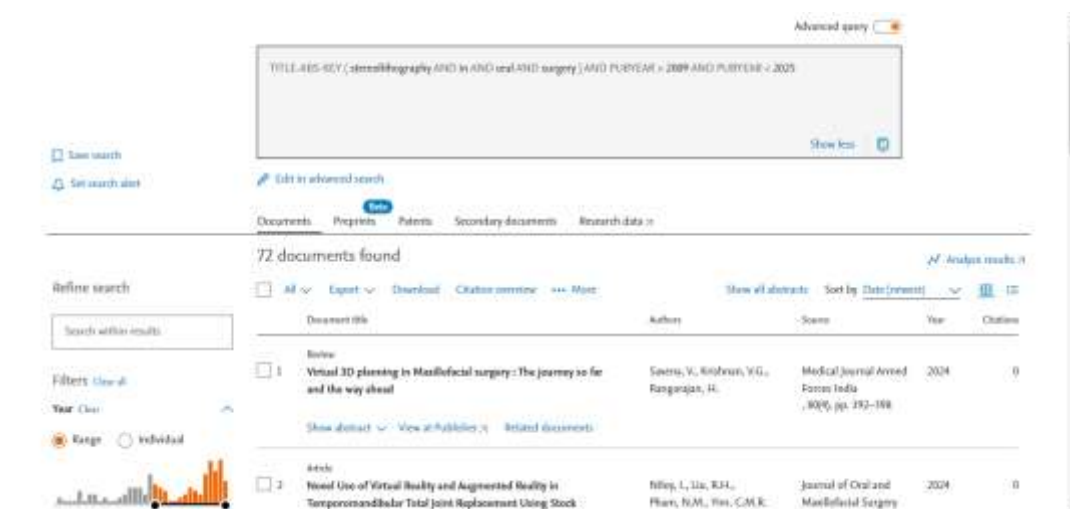 Advanced query
TITLE-ABS-KEY ( stereolithography AND in AND oral AND surgery ) AND PUBYEAR > 2009 AND PUBYEAR < 2025
Show less
Save search
Set search alert
Edit in advanced search
Beta
Documents Preprints Patents Secondary documents Research data
72 documents found
Analyze results
Refine search
All Export Download Citation overview ••• More
Show all abstracts Sort by Date (newest)
Search within results
Document title Authors Source Year Citations
Review
1 Virtual 3D planning in Maxillofacial surgery : The journey so far and the way ahead
Saxena, V., Krishnan, V.G., Rangarajan, H.
Medical Journal Armed Forces India
, 80(4), pp. 392–398
2024 0
Filters Clear all
Year Clear
Show abstract View at Publisher Related documents
Range Individual
Article
2 Novel Use of Virtual Reality and Augmented Reality in
Temporomandibular Total Joint Replacement Using Stock
Liu, R.H.,
Pham, N.M., Yim, C.M.R.
Journal of Oral and
Maxillofacial Surgery
2024 0